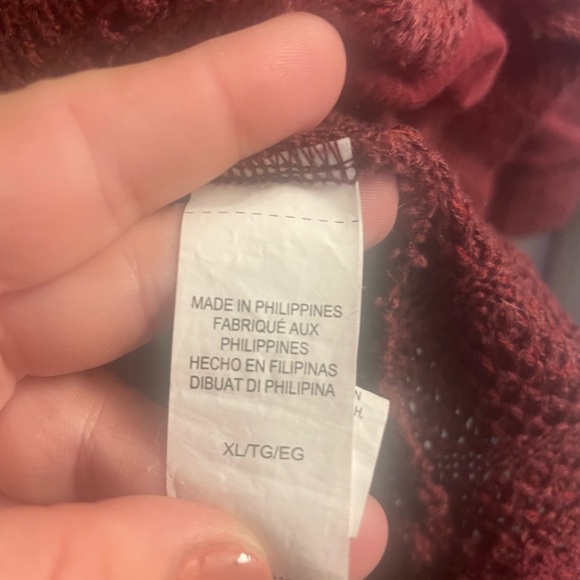 MADE IN PHILIPPINES
FABRIQUÉ AUX
PHILIPPINES
HECHO EN FILIPINAS
DIBUAT DI PHILIPINA
XL/TG/EG